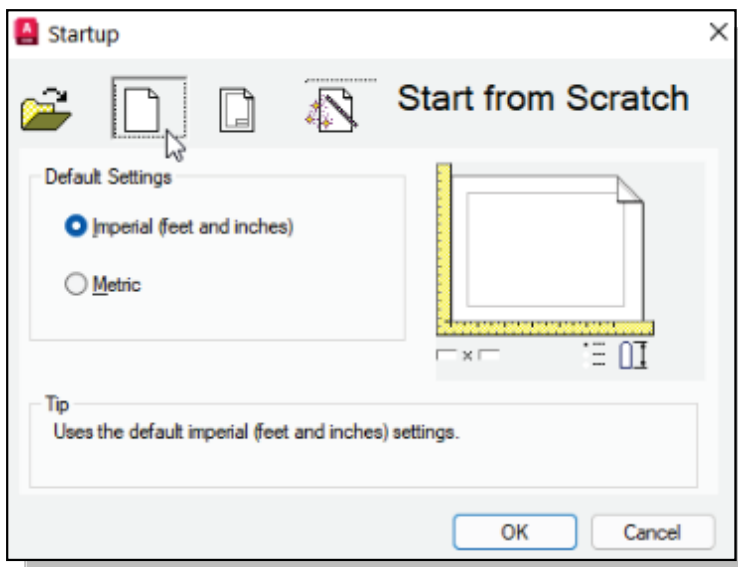 Startup
Start from Scratch
Default Settings
Imperial (feet and inches)
Metric
Tip
Uses the default imperial (feet and inches) settings.
OK
Cancel